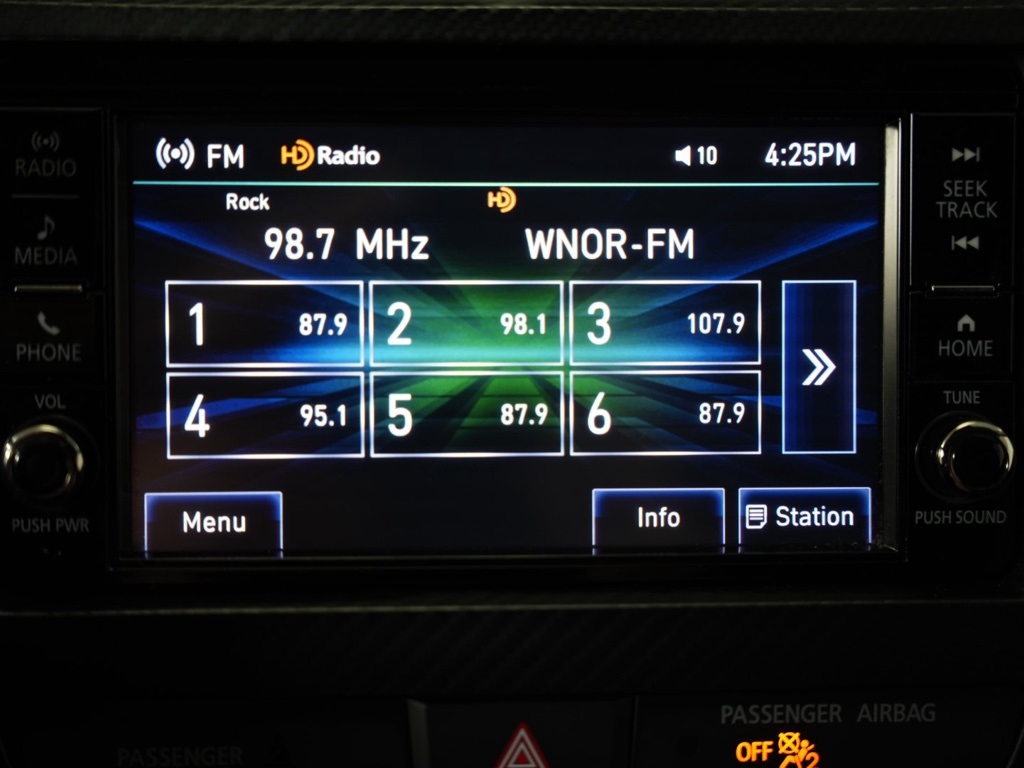 RADIO
MEDIA
PHONE
VOL
PUSH PWR
FM HD Radio 10 4:25PM
Rock HD
98.7 MHz WNOR-FM
1 87.9 2 98.1 3 107.9
4 95.1 5 87.9 6 87.9
Menu Info Station
SEEK
TRACK
HOME
TUNE
PUSH SOUND
PASSENGER AIRBAG
PASSENGER OFF